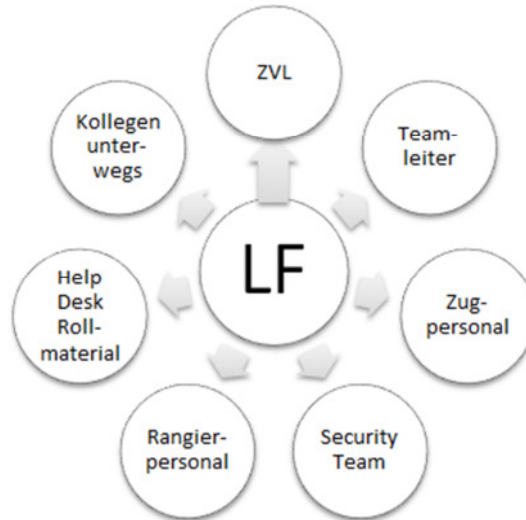 ZVL
Kollegen
unter-
wegs
Team-
leiter
LF
Help
Desk
Roll-
material
Zug-
personal
Rangier-
personal
Security
Team